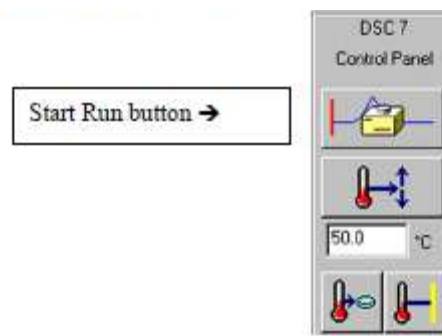 DSC 7
Control Panel
Start Run button ➔
50.0 °C